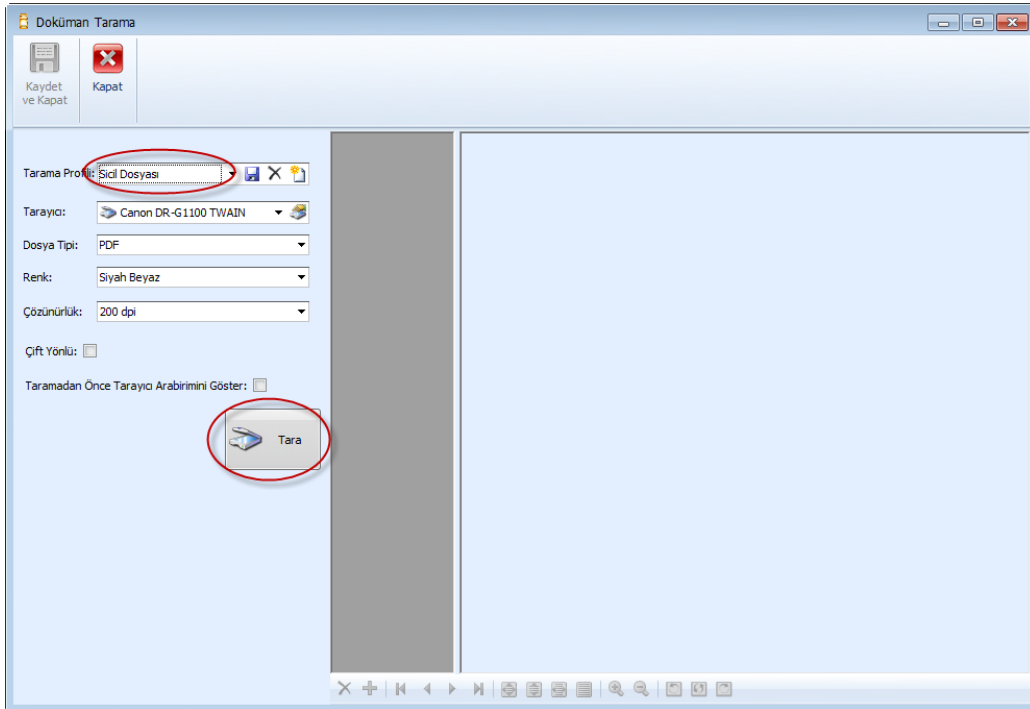 Doküman Tarama
Kaydet
ve Kapat
Kapat
Tarama Profili: Sicil Dosyası
Tarayıcı: Canon DR-G1100 TWAIN
Dosya Tipi: PDF
Renk: Siyah Beyaz
Çözünürlük: 200 dpi
Çift Yönlü:
Taramadan Önce Tarayıcı Arabirimini Göster:
Tara